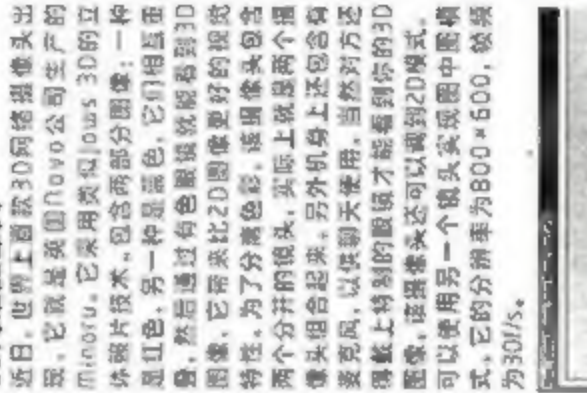 近日，世界上首款3D网络摄像头出
现，它就是英国Novo公司生产的
Minoru。它采用类似Jaws 3D的立
体照片技术，包含两部分图像：一种
是红色，另一种是蓝色，它们相互重
叠，然后通过有色眼镜就能看到3D
图像，它带来比2D图像更好的视觉
特性。为了分离色彩，该摄像头包含
两个分开的镜头，实际上就是两个摄
像头组合起来，另外机身上还包含有
麦克风，以供聊天使用，当然对方还
得戴上特别的眼镜才能看到你的3D
图像，该摄像头还可以调到2D模式，
可以使用另一个镜头实现图中图模
式，它的分辨率为800*600，帧频
为30f/s。